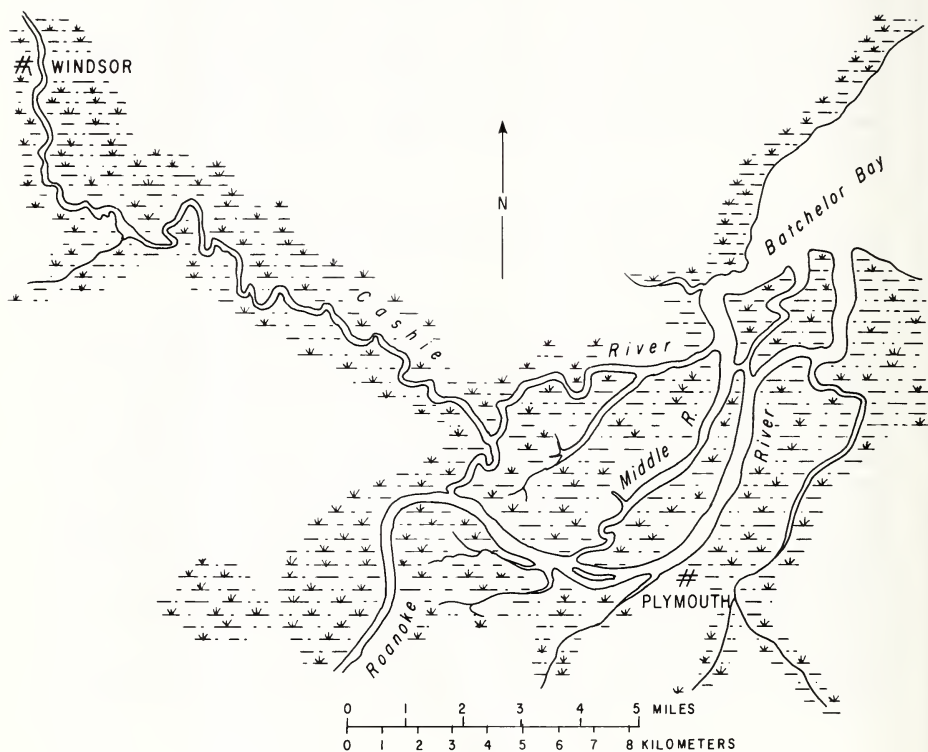 # WINDSOR
N
Batchelor Bay
Cashie
River
Middle R.
River
#
PLYMOUTH
Roanoke
0 1 2 3 4 5 MILES
0 1 2 3 4 5 6 7 8 KILOMETERS